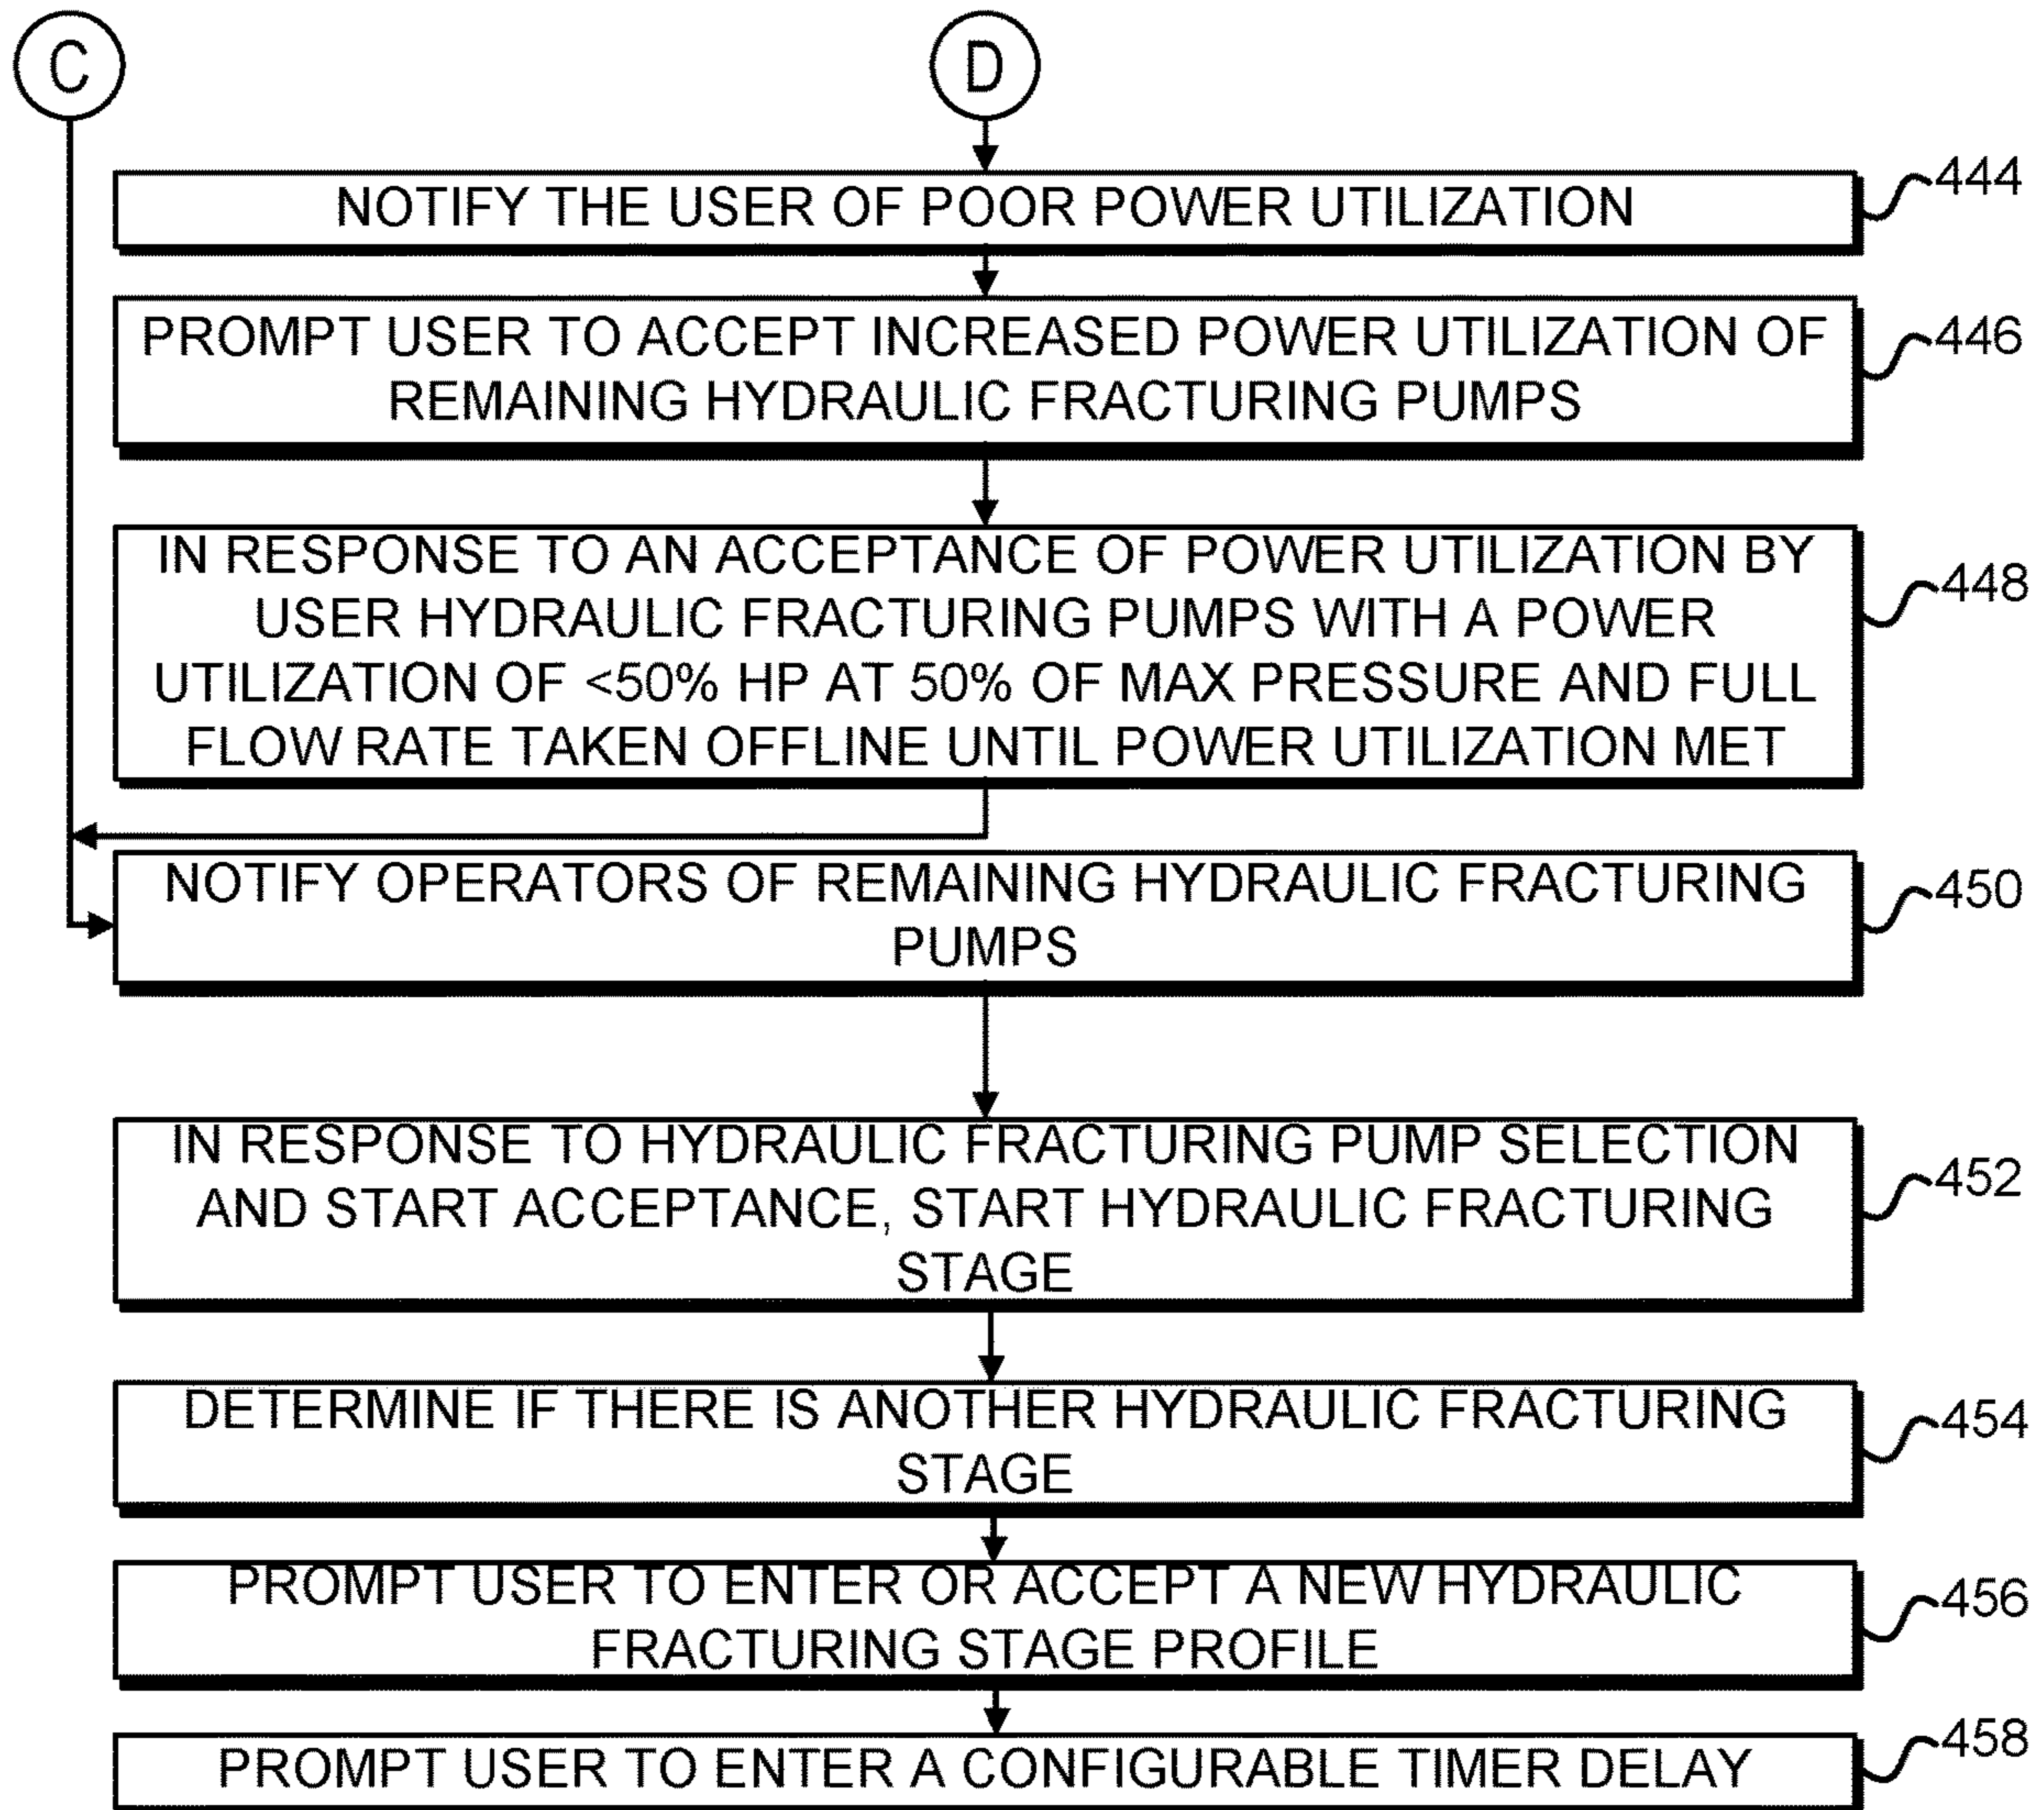 C
D
NOTIFY THE USER OF POOR POWER UTILIZATION
444
PROMPT USER TO ACCEPT INCREASED POWER UTILIZATION OF
REMAINING HYDRAULIC FRACTURING PUMPS
446
IN RESPONSE TO AN ACCEPTANCE OF POWER UTILIZATION BY
USER HYDRAULIC FRACTURING PUMPS WITH A POWER
UTILIZATION OF <50% HP AT 50% OF MAX PRESSURE AND FULL
FLOW RATE TAKEN OFFLINE UNTIL POWER UTILIZATION MET
448
NOTIFY OPERATORS OF REMAINING HYDRAULIC FRACTURING
PUMPS
450
IN RESPONSE TO HYDRAULIC FRACTURING PUMP SELECTION
AND START ACCEPTANCE, START HYDRAULIC FRACTURING
STAGE
452
DETERMINE IF THERE IS ANOTHER HYDRAULIC FRACTURING
STAGE
454
PROMPT USER TO ENTER OR ACCEPT A NEW HYDRAULIC
FRACTURING STAGE PROFILE
456
PROMPT USER TO ENTER A CONFIGURABLE TIMER DELAY
458